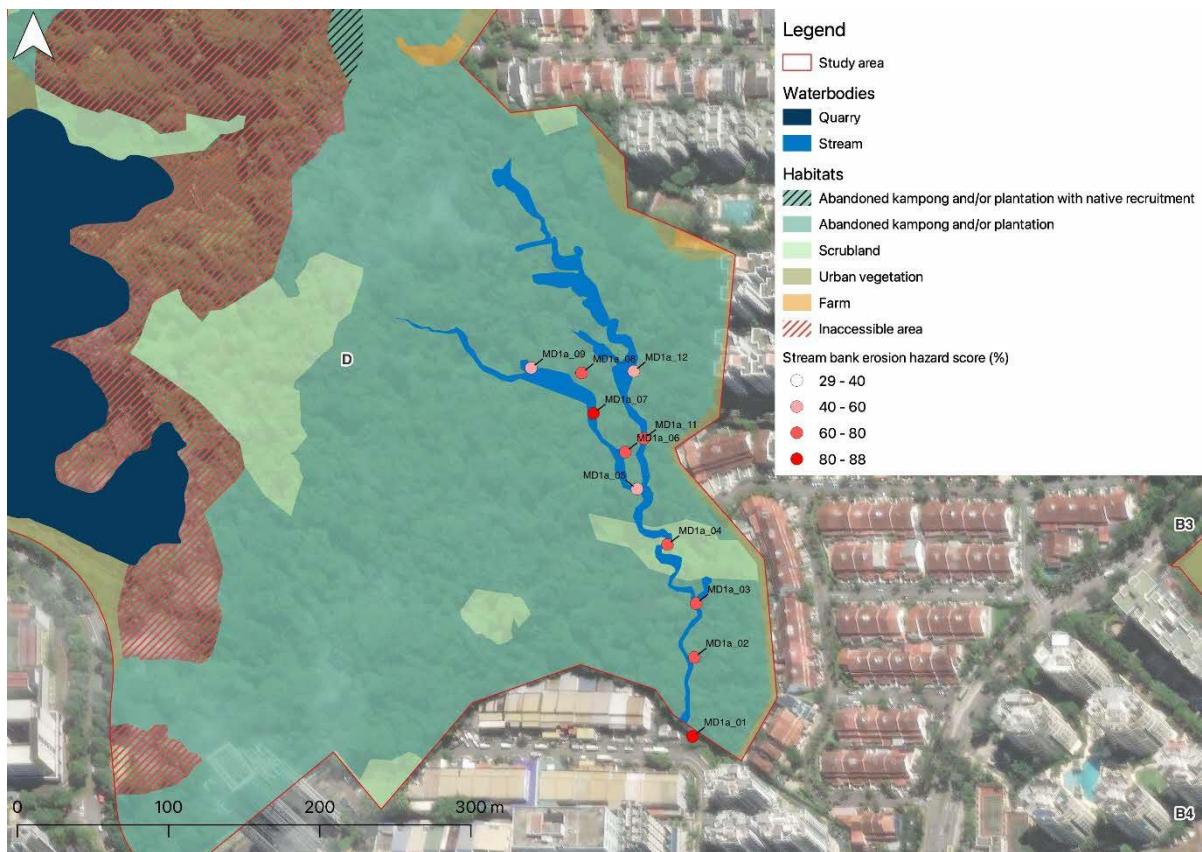 Legend
Study area
Waterbodies
Quarry
Stream
Habitats
Abandoned kampong and/or plantation with native recruitment
Abandoned kampong and/or plantation
Scrubland
Urban vegetation
Farm
Inaccessible area
Stream bank erosion hazard score (%)
29 - 40
40 - 60
60 - 80
80 - 88
D
MD1a_09
MD1a_08
MD1a_12
MD1a_07
MD1a_11
MD1a_06
MD1a_05
MD1a_04
MD1a_03
MD1a_02
MD1a_01
B3
B4
0 100 200 300 m